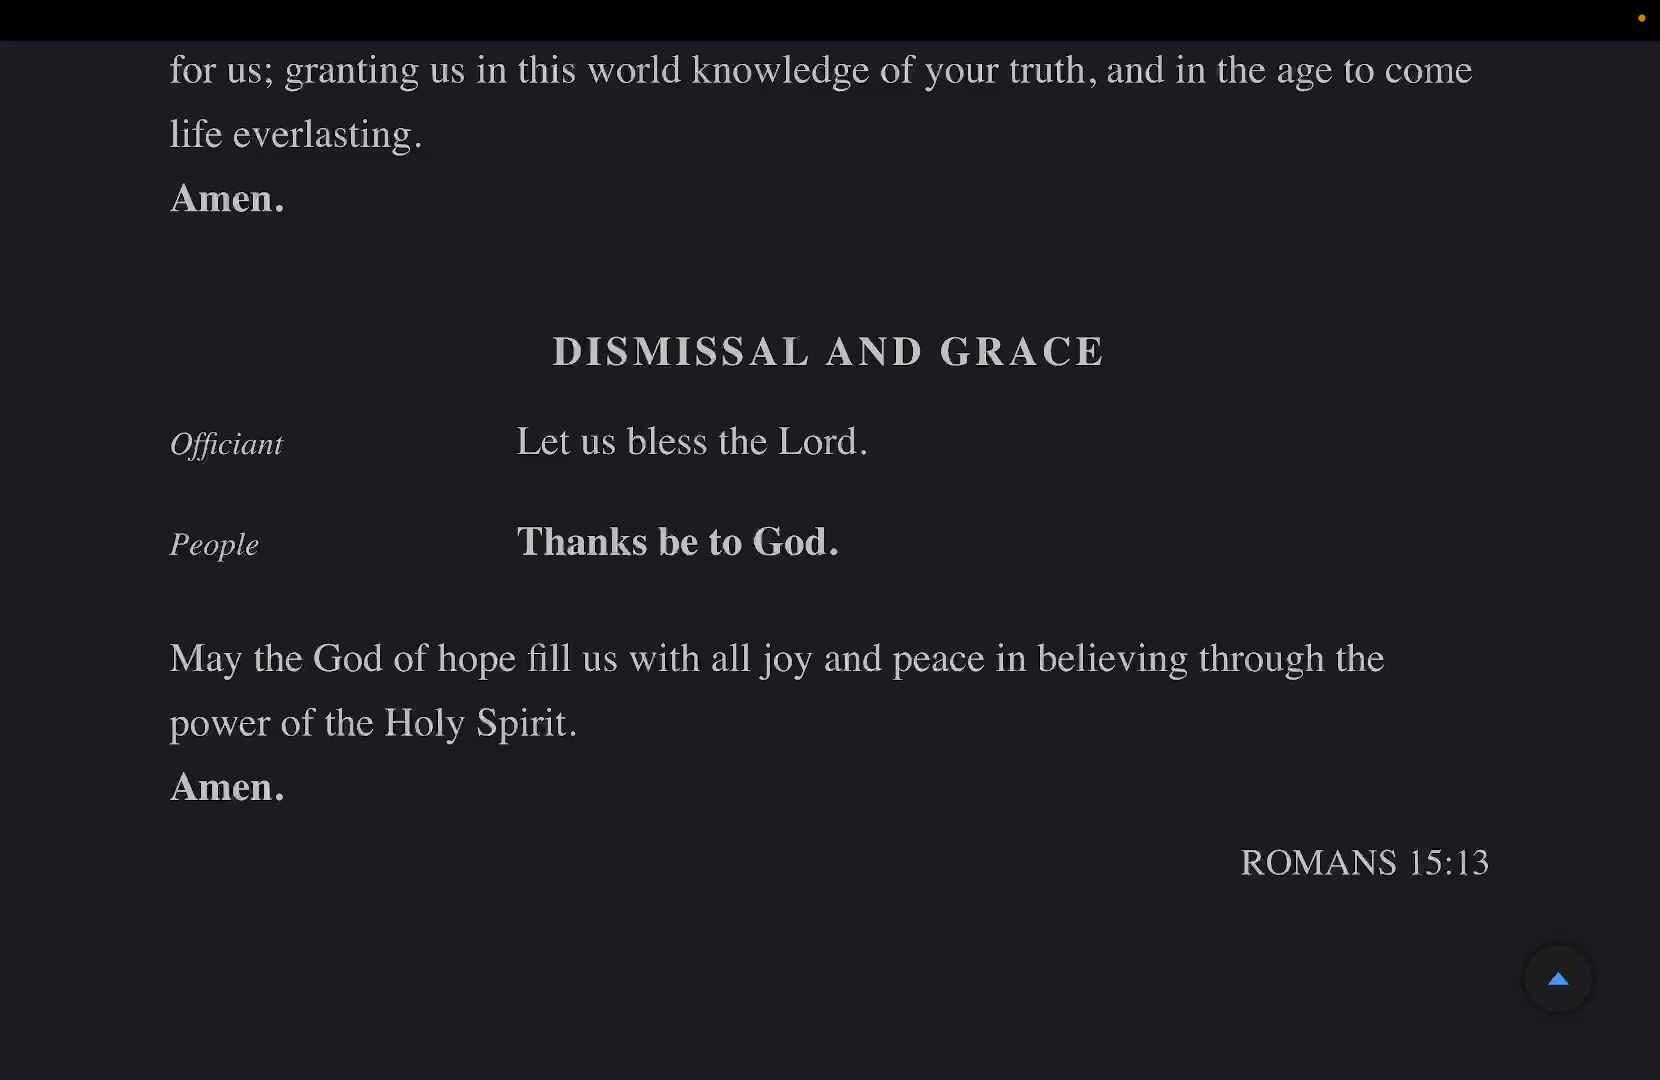 for us; granting us in this world knowledge of your truth, and in the age to come
life everlasting.
Amen.
DISMISSAL AND GRACE
Officiant Let us bless the Lord.
People Thanks be to God.
May the God of hope fill us with all joy and peace in believing through the
power of the Holy Spirit.
Amen.
ROMANS 15:13